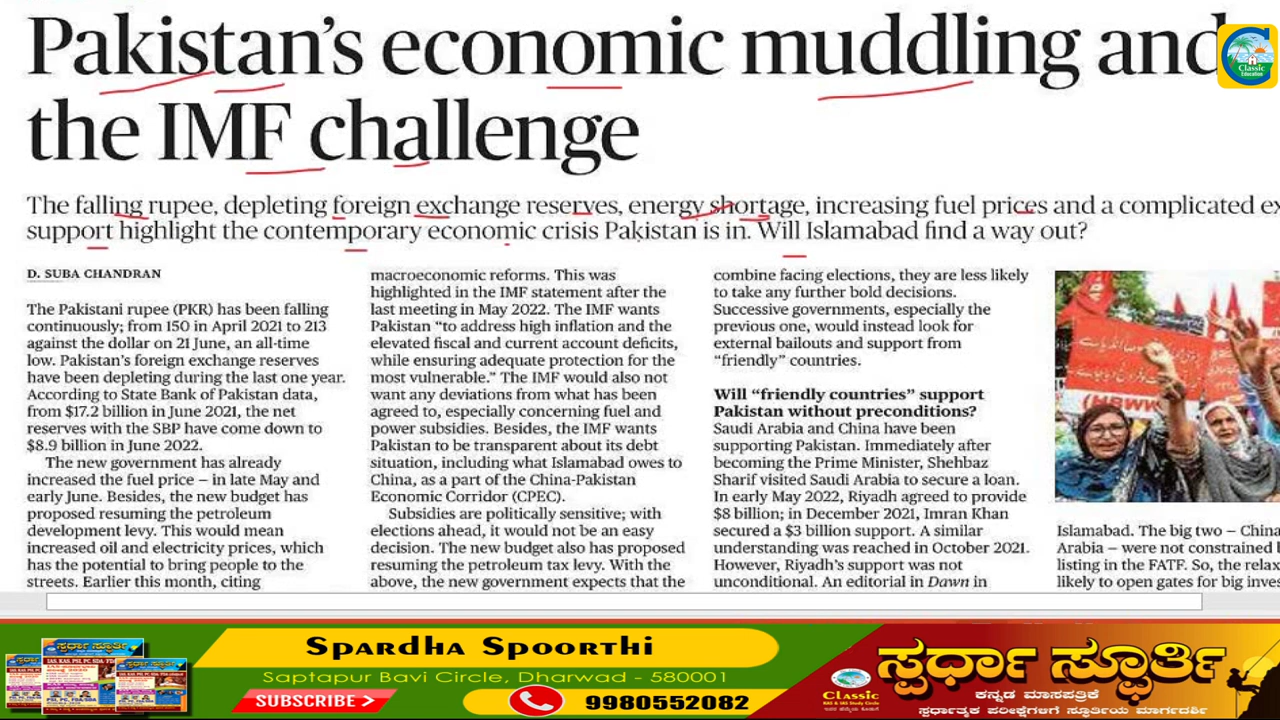 Pakistan's economic muddling and
the IMF challenge
The falling rupee, depleting foreign exchange reserves, energy shortage, increasing fuel prices and a complicated ex
support highlight the contemporary economic crisis Pakistan is in. Will Islamabad find a way out?
D. SUBA CHANDRAN
The Pakistani rupee (PKR) has been falling
continuously; from 150 in April 2021 to 213
against the dollar on 21 June, an all-time
low. Pakistan's foreign exchange reserves
have been depleting during the last one year.
According to State Bank of Pakistan data,
from $17.2 billion in June 2021, the net
reserves with the SBP have come down to
$8.9 billion in June 2022.
The new government has already
increased the fuel price – in late May and
early June. Besides, the new budget has
proposed resuming the petroleum
development levy. This would mean
increased oil and electricity prices, which
has the potential to bring people to the
streets. Earlier this month, citing
macroeconomic reforms. This was
highlighted in the IMF statement after the
last meeting in May 2022. The IMF wants
Pakistan "to address high inflation and the
elevated fiscal and current account deficits,
while ensuring adequate protection for the
most vulnerable." The IMF would also not
want any deviations from what has been
agreed to, especially concerning fuel and
power subsidies. Besides, the IMF wants
Pakistan to be transparent about its debt
situation, including what Islamabad owes to
China, as a part of the China-Pakistan
Economic Corridor (CPEC).
Subsidies are politically sensitive; with
elections ahead, it would not be an easy
decision. The new budget also has proposed
resuming the petroleum tax levy. With the
above, the new government expects that the
combine facing elections, they are less likely
to take any further bold decisions.
Successive governments, especially the
previous one, would instead look for
external bailouts and support from
"friendly" countries.
Will "friendly countries" support
Pakistan without preconditions?
Saudi Arabia and China have been
supporting Pakistan. Immediately after
becoming the Prime Minister, Shehbaz
Sharif visited Saudi Arabia to secure a loan.
In early May 2022, Riyadh agreed to provide
$8 billion; in December 2021, Imran Khan
secured a $3 billion support. A similar
understanding was reached in October 2021.
However, Riyadh's support was not
unconditional. An editorial in Dawn in
Islamabad. The big two – China
Arabia – were not constrained
listing in the FATF. So, the relax
likely to open gates for big inves
Classic
Education
Spardha Spoorthi
Saptapur Bavi Circle, Dharwad - 580001
SUBSCRIBE
9980552082
Classic
KAS & IAS Study Circle
ಸ್ಪರ್ಧಾ ಸ್ಫೂರ್ತಿ
ಕನ್ನಡ ಮಾಸಪತ್ರಿಕೆ
ಸ್ಪರ್ಧಾತ್ಮಕ ಪರೀಕ್ಷೆಗಳಿಗೆ ಸ್ಫೂರ್ತಿಯ ಮಾರ್ಗದರ್ಶಿ